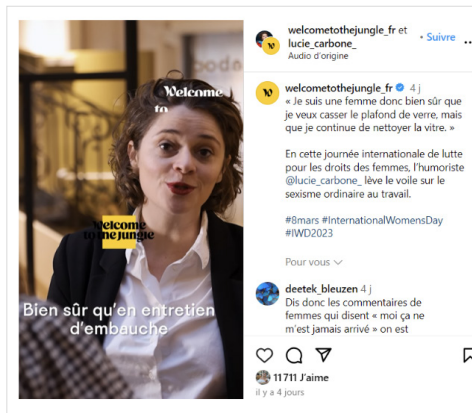 Welcome
to
Welcome
to the jungle
Bien sûr qu'en entretien
d'embauche
welcometothejungle_fr et
lucie_carbone_
Audio d'origine
• Suivre
...
welcometothejungle_fr 4 j
« Je suis une femme donc bien sûr que
je veux casser le plafond de verre, mais
que je continue de nettoyer la vitre. »
En cette journée internationale de lutte
pour les droits des femmes, l'humoriste
@lucie_carbone_ lève le voile sur le
sexisme ordinaire au travail.
#8mars #InternationalWomensDay
#IWD2023
Pour vous
deetek_bleuzen 4 j
Dis donc les commentaires de
femmes qui disent « moi ça ne
m'est jamais arrivé » on est
11 711 J'aime
il y a 4 jours